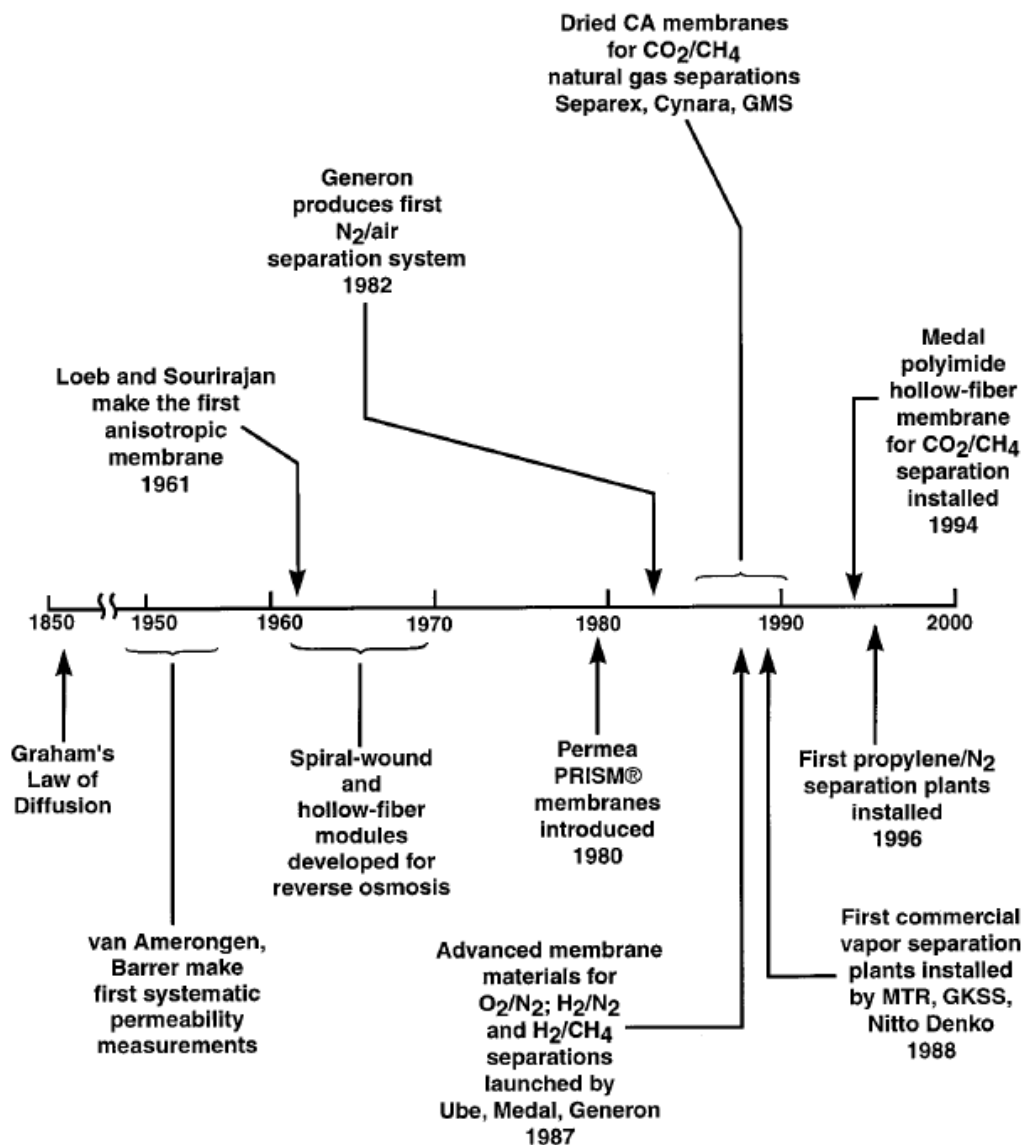 Dried CA membranes
for CO₂/CH₄
natural gas separations
Separex, Cynara, GMS
Generon
produces first
N₂/air
separation system
1982
Loeb and Sourirajan
make the first
anisotropic
membrane
1961
Medal
polyimide
hollow-fiber
membrane
for CO₂/CH₄
separation
installed
1994
1850 1950 1960 1970 1980 1990 2000
Graham's
Law of
Diffusion
van Amerongen,
Barrer make
first systematic
permeability
measurements
Spiral-wound
and
hollow-fiber
modules
developed for
reverse osmosis
Permea
PRISM®
membranes
introduced
1980
Advanced membrane
materials for
O₂/N₂; H₂/N₂
and H₂/CH₄
separations
launched by
Ube, Medal, Generon
1987
First propylene/N₂
separation plants
installed
1996
First commercial
vapor separation
plants installed
by MTR, GKSS,
Nitto Denko
1988